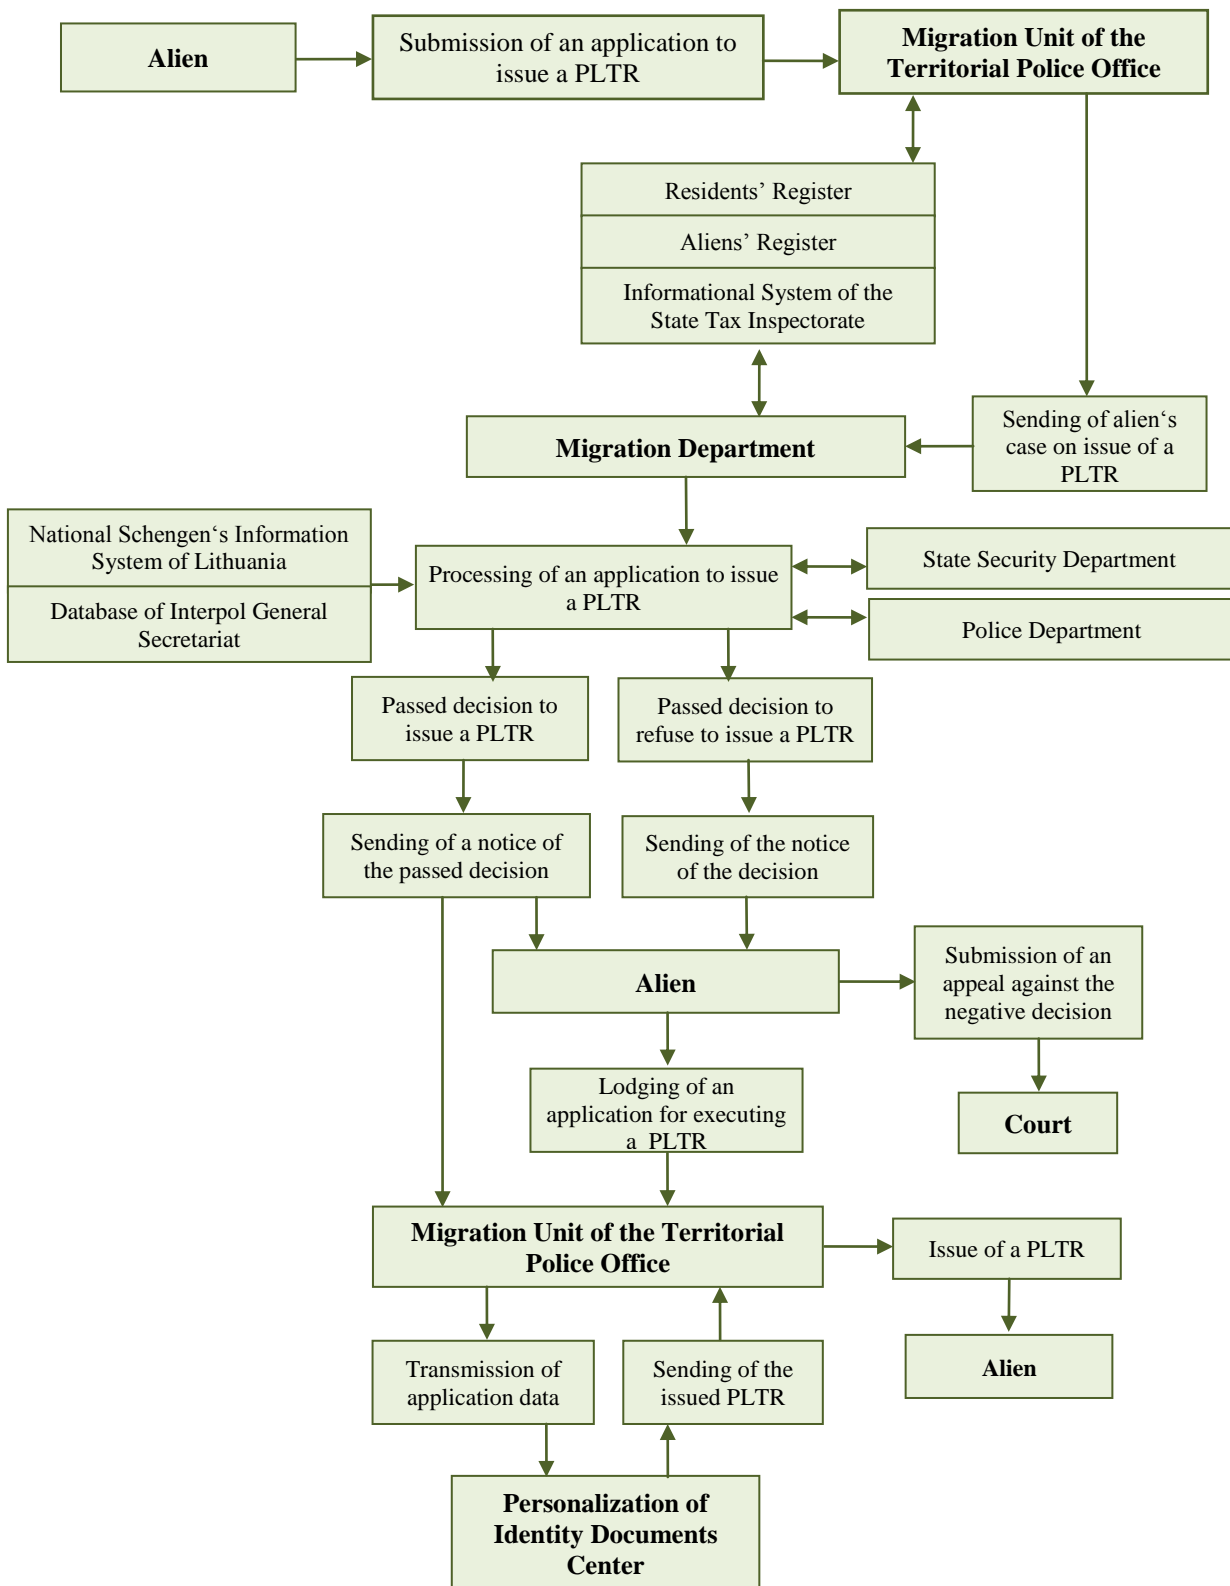 Alien
Submission of an application to
issue a PLTR
Migration Unit of the
Territorial Police Office
Residents’ Register
Aliens’ Register
Informational System of the
State Tax Inspectorate
Migration Department
Sending of alien‘s
case on issue of a
PLTR
National Schengen‘s Information
System of Lithuania
Database of Interpol General
Secretariat
Processing of an application to issue
a PLTR
State Security Department
Police Department
Passed decision to
issue a PLTR
Passed decision to
refuse to issue a PLTR
Sending of a notice of
the passed decision
Sending of the notice
of the decision
Alien
Submission of an
appeal against the
negative decision
Lodging of an
application for executing
a PLTR
Court
Migration Unit of the Territorial
Police Office
Issue of a PLTR
Alien
Transmission of
application data
Sending of the
issued PLTR
Personalization of
Identity Documents
Center